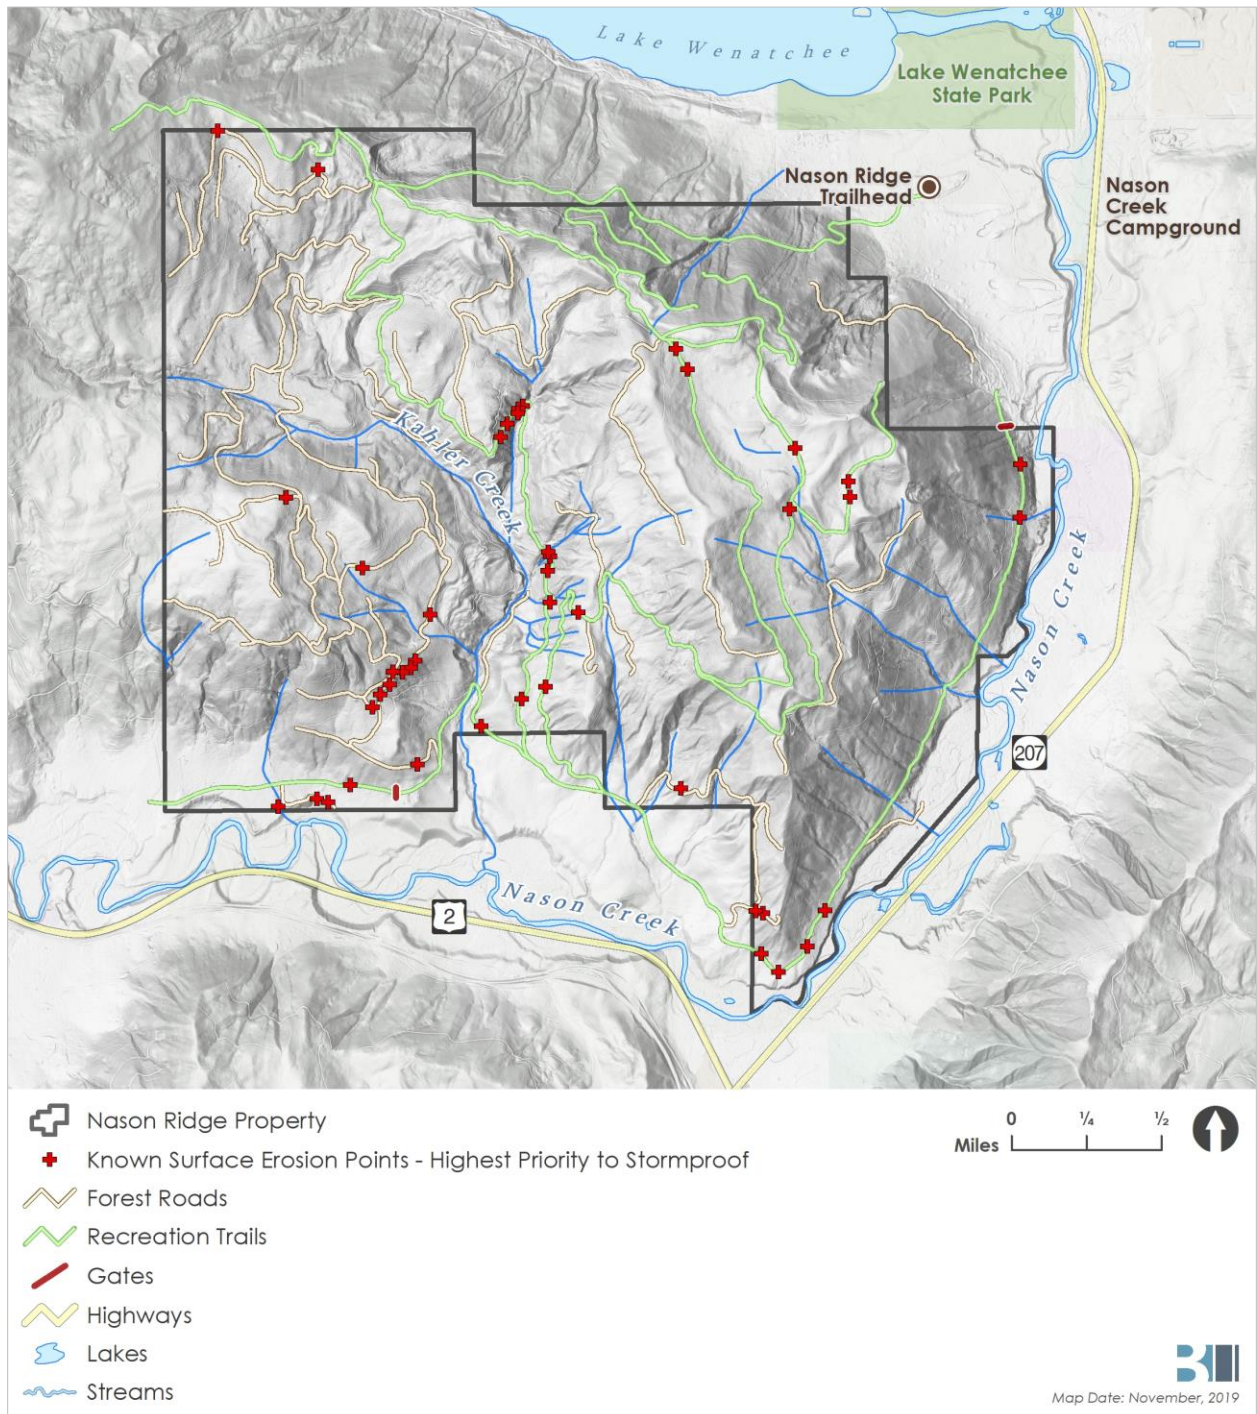 Lake Wenatchee
Lake Wenatchee
State Park
Nason Ridge
Trailhead
Nason
Creek
Campground
Kahler Creek
Nason Creek
207
2
Nason Creek
Nason Ridge Property
Known Surface Erosion Points - Highest Priority to Stormproof
Forest Roads
Recreation Trails
Gates
Highways
Lakes
Streams
0 ¼ ½
Miles
Map Date: November, 2019